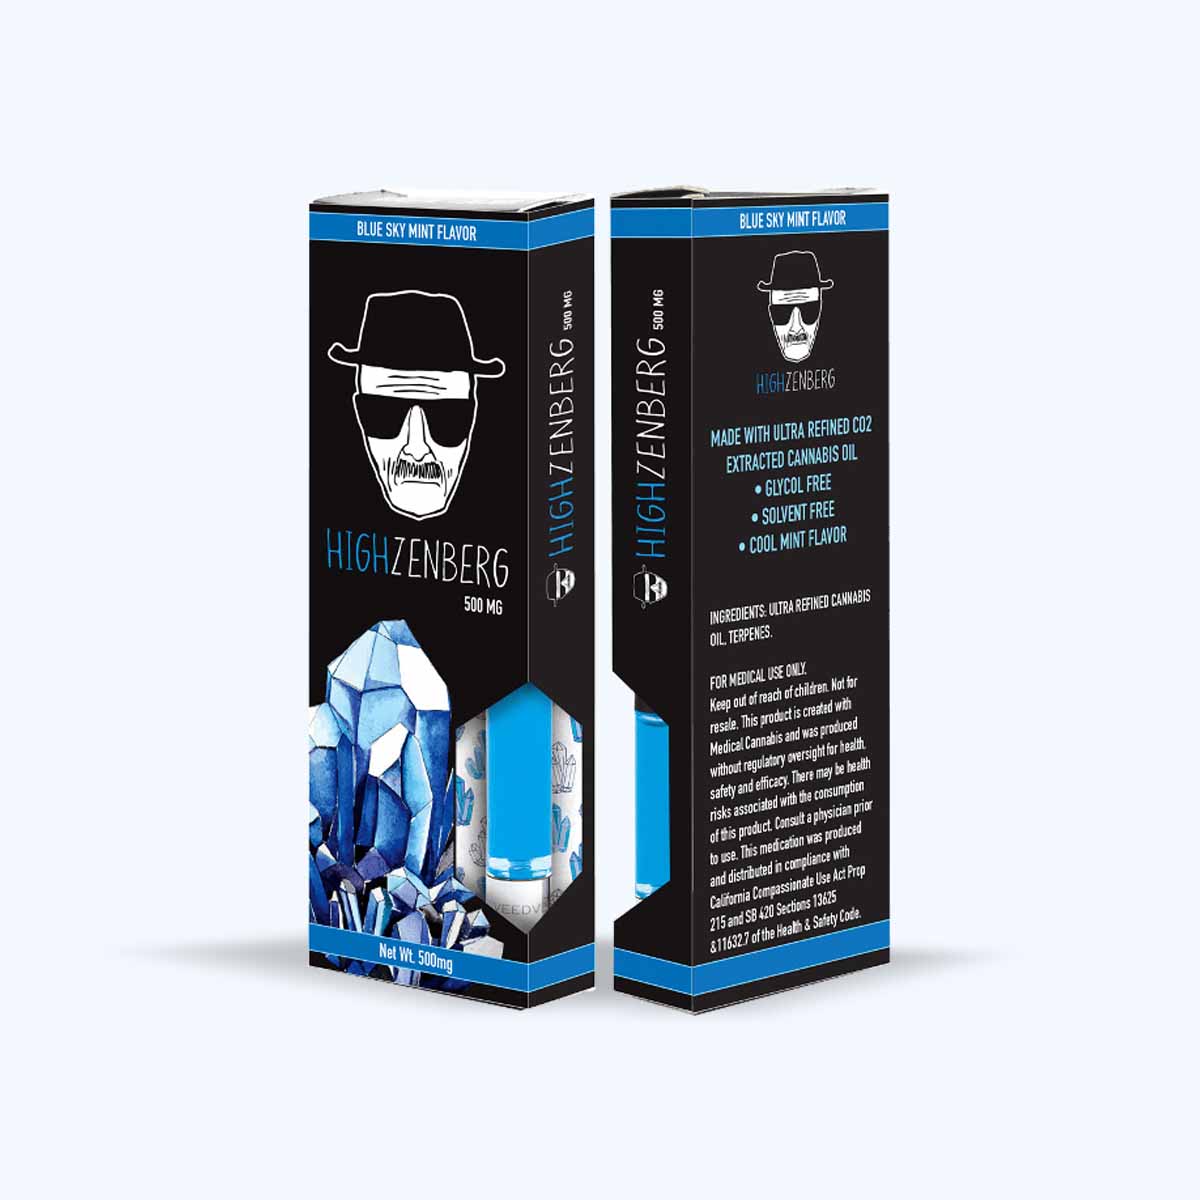 BLUE SKY MINT FLAVOR
HIGHZENBERG
500 MG
Net Wt. 500mg
HIGHZENBERG 500 MG
VEEDV
HIGHZENBERG 500 MG
BLUE SKY MINT FLAVOR
HIGHZENBERG
MADE WITH ULTRA REFINED CO2
EXTRACTED CANNABIS OIL
• GLYCOL FREE
• SOLVENT FREE
• COOL MINT FLAVOR
INGREDIENTS: ULTRA REFINED CANNABIS
OIL, TERPENES.
FOR MEDICAL USE ONLY.
Keep out of reach of children. Not for
resale. This product is created with
Medical Cannabis and was produced
without regulatory oversight for health,
safety and efficacy. There may be health
risks associated with the consumption
of this product. Consult a physician prior
to use. This medication was produced
and distributed in compliance with
California Compassionate Use Act Prop
215 and SB 420 Sections 13625
&11632.7 of the Health & Safety Code.